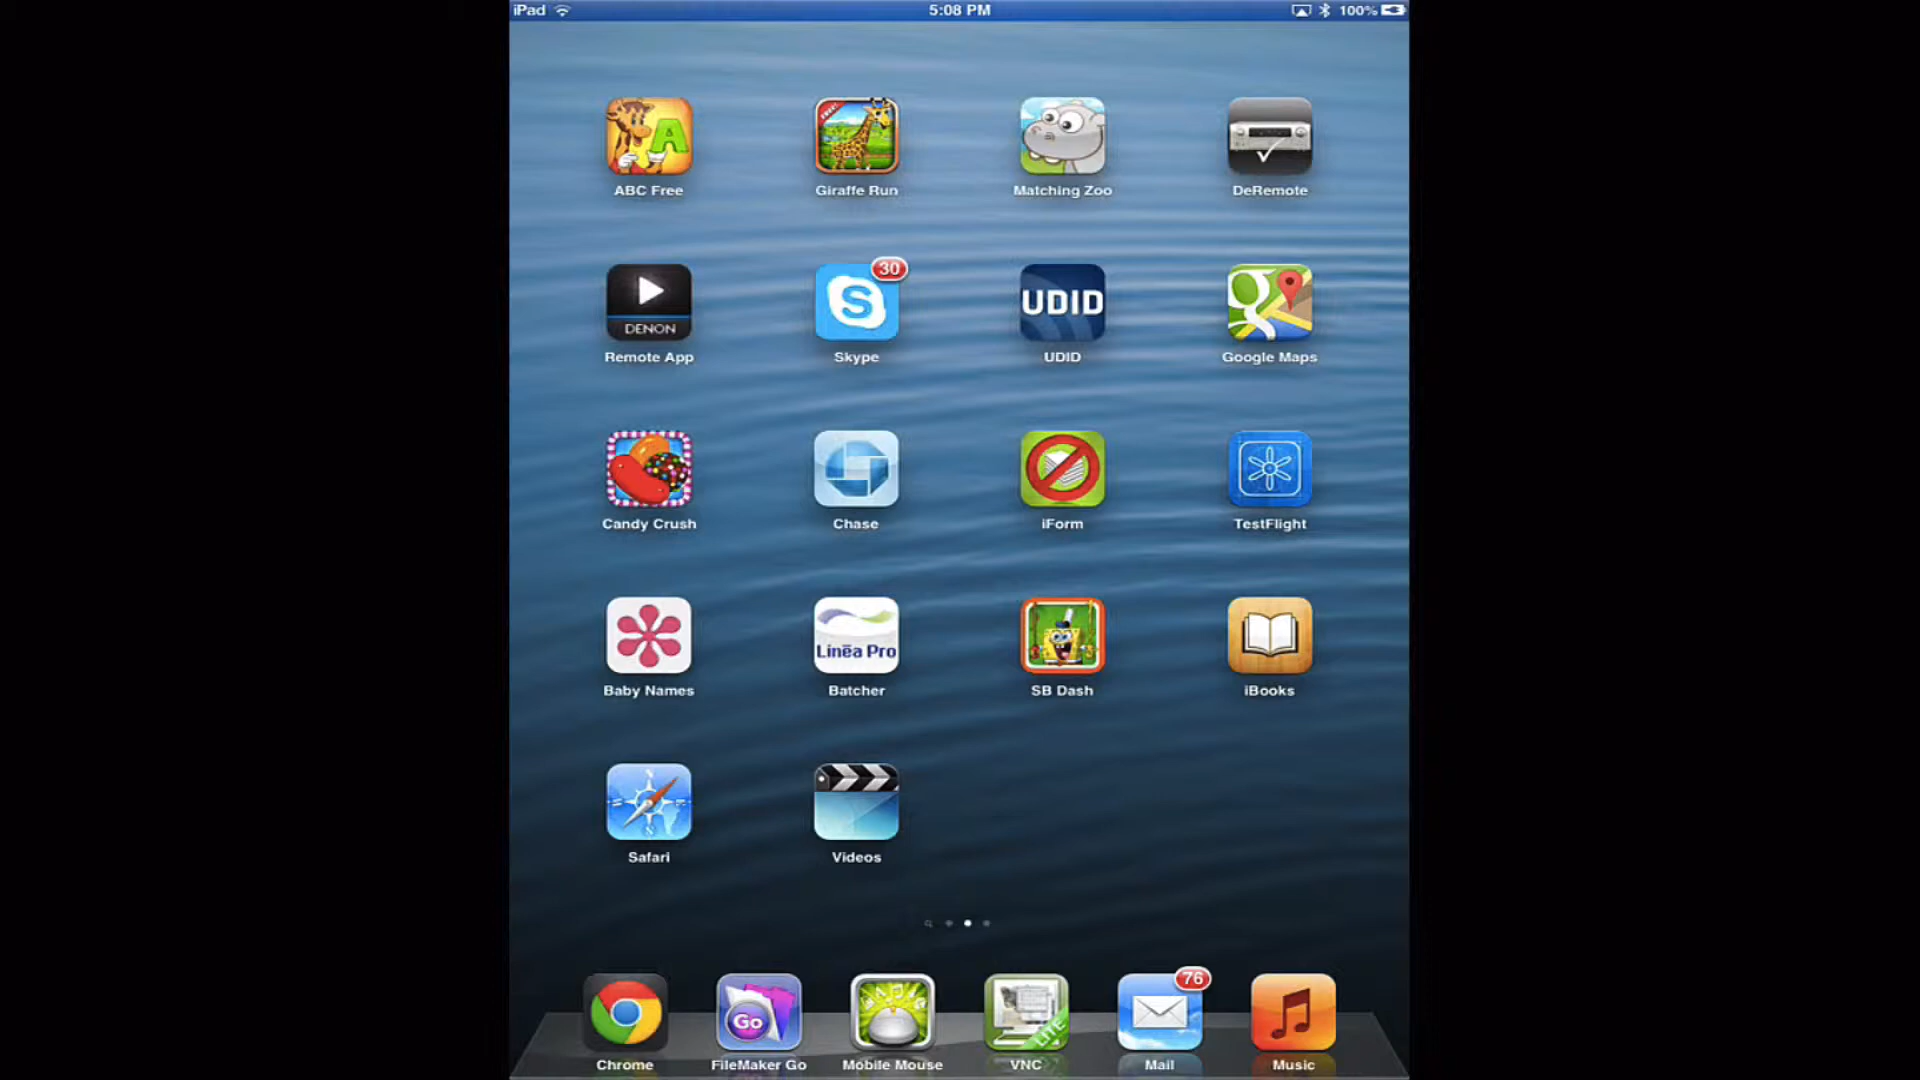 iPad 5:08 PM 100%
ABC Free Giraffe Run Matching Zoo DeRemote
DENON
30
UDID
Remote App Skype UDID Google Maps
Candy Crush Chase iForm TestFlight
Linēa Pro
Baby Names Batcher SB Dash iBooks
Safari Videos
Go
LITE
76
Chrome FileMaker Go Mobile Mouse VNC Mail Music